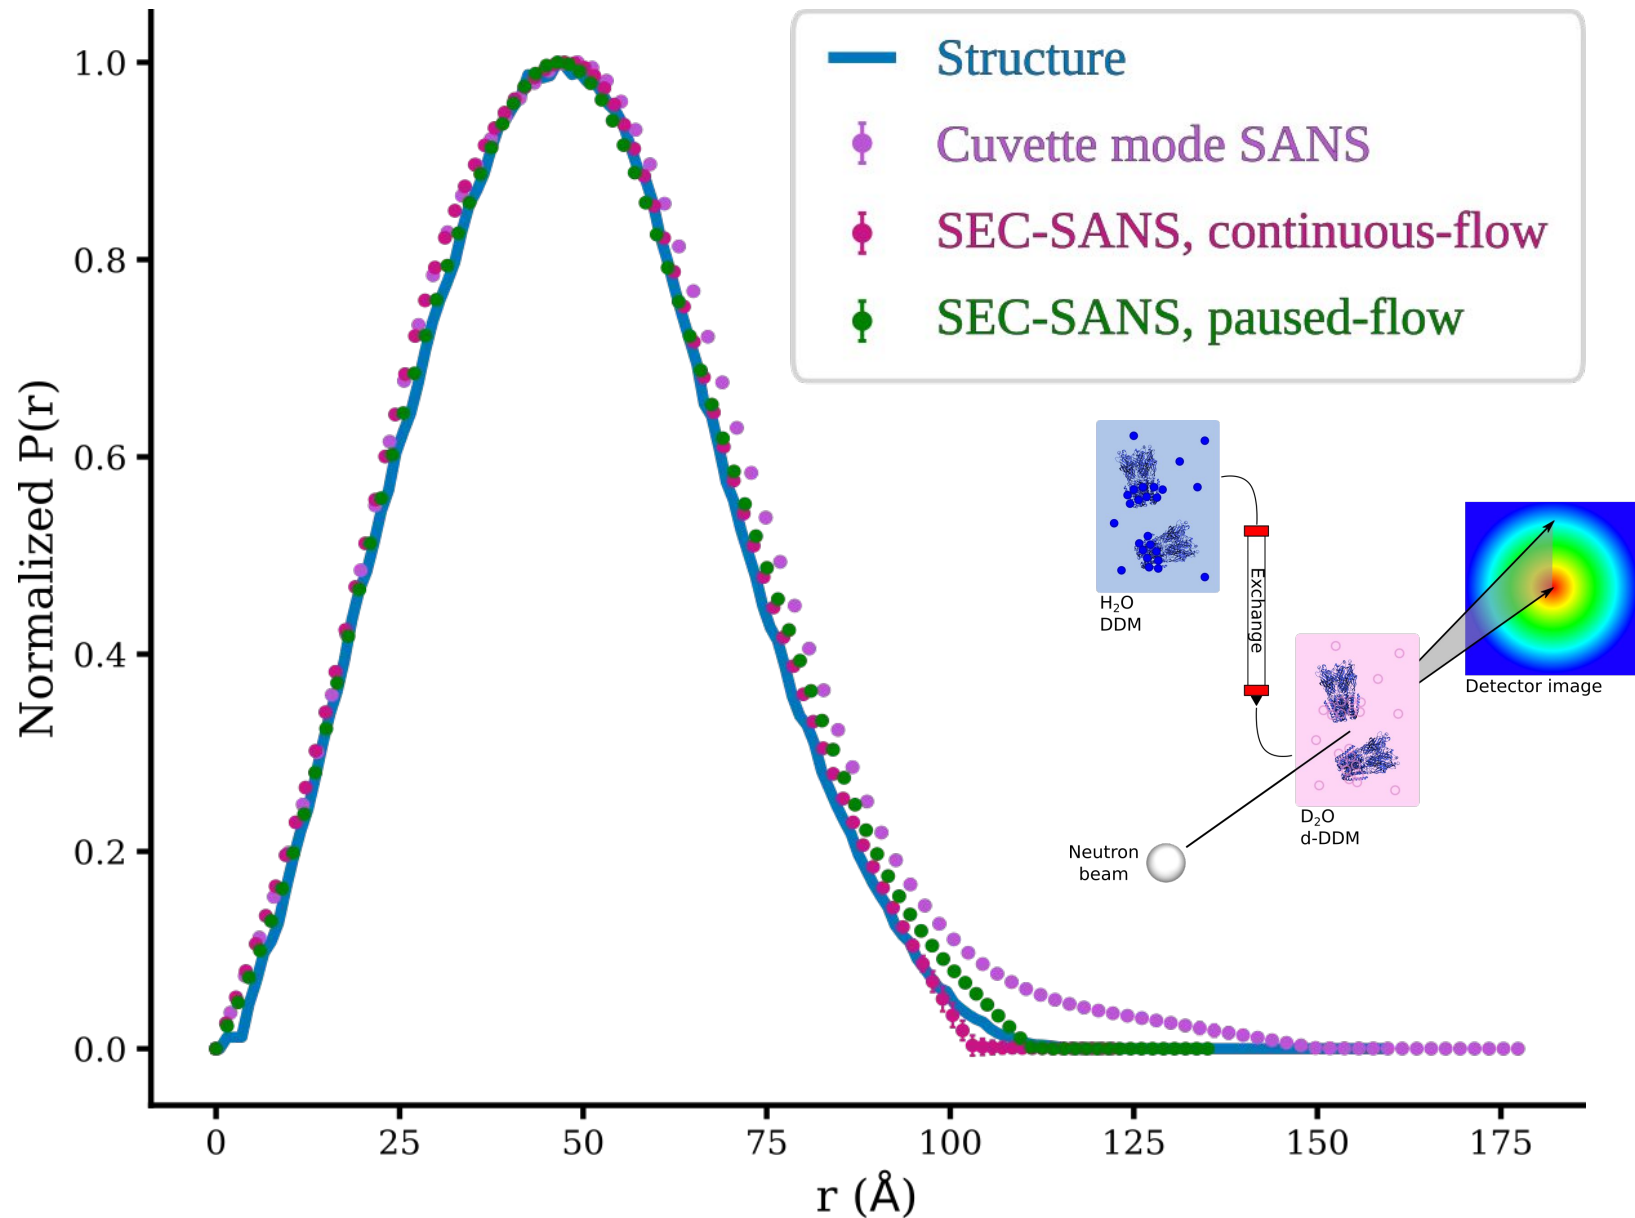 Structure
Cuvette mode SANS
SEC-SANS, continuous-flow
SEC-SANS, paused-flow
Normalized P(r)
1.0
0.8
0.6
0.4
0.2
0.0
0 25 50 75 100 125 150 175
r (Å)
H₂O
DDM
Exchange
D₂O
d-DDM
Neutron
beam
Detector image